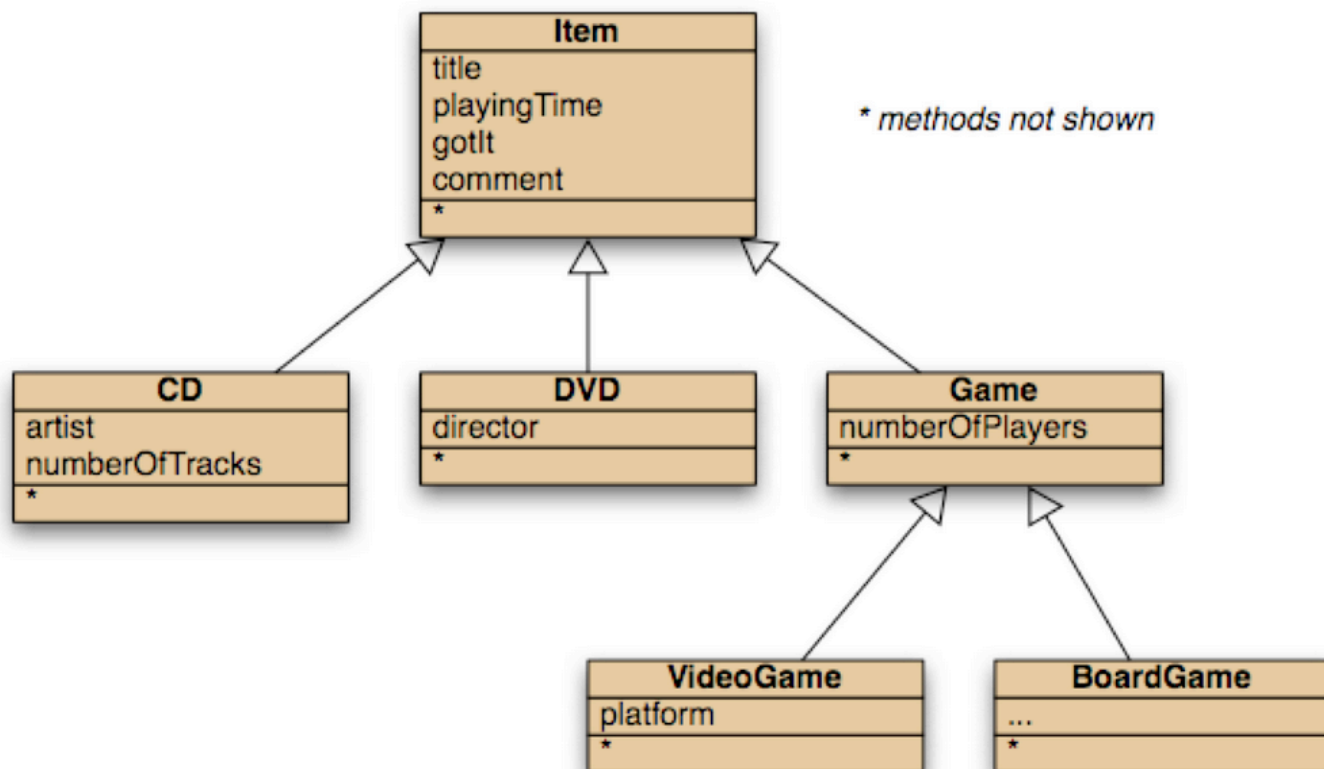 Item
title
playingTime
gotIt
comment
*
* methods not shown
CD
artist
numberOfTracks
*
DVD
director
*
Game
numberOfPlayers
*
VideoGame
platform
*
BoardGame
...
*